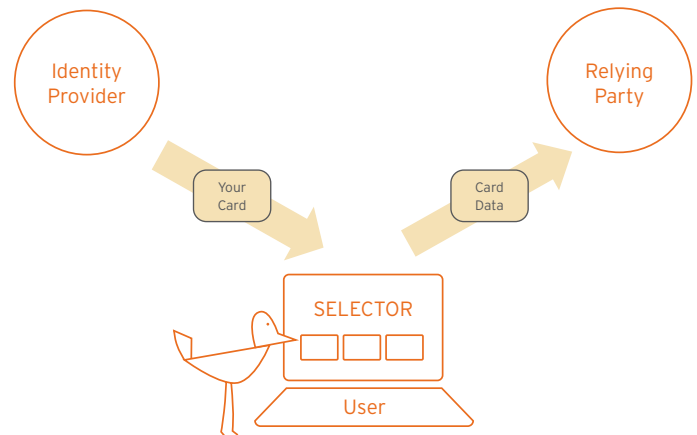 Identity
Provider
Relying
Party
Your
Card
Card
Data
SELECTOR
User